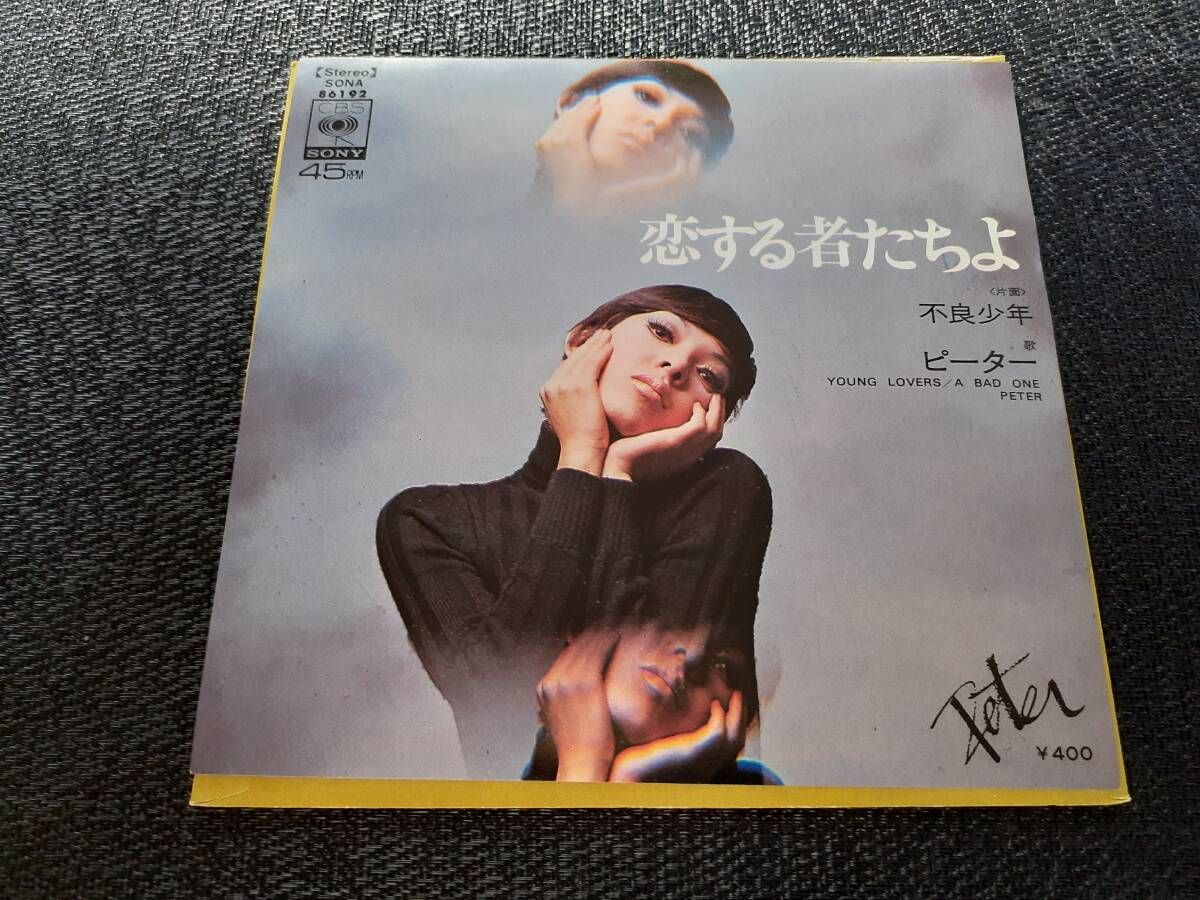 【Stereo】
SONA
86192
CBS
SONY
45RPM
恋する者たちよ
〈片面〉
不良少年
歌
ピーター
YOUNG LOVERS/A BAD ONE
PETER
Peter
¥400